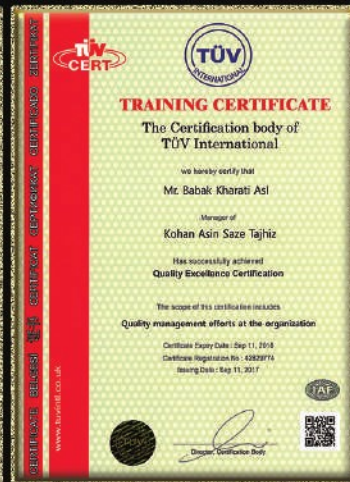 TÜV
CERT
TÜV
INTERNATIONAL
TRAINING CERTIFICATE
The Certification body of
TÜV International
we hereby certify that
Mr. Babak Kharati Asl
Manager of
Kohan Asin Saze Tajhiz
Has successfully achieved
Quality Excellence Certification
The scope of this certification includes
Quality management efforts at the organization
Certificate Expiry Date : Sep 11, 2018
Certificate Registration No : 42829774
Issuing Date : Sep 11, 2017
IAF
Director, Certification Body
www.tuvintl.co.uk
CERTIFICATE BELGESI
CERTIFICAT
CERTIFICADO ZERTIFIKAT